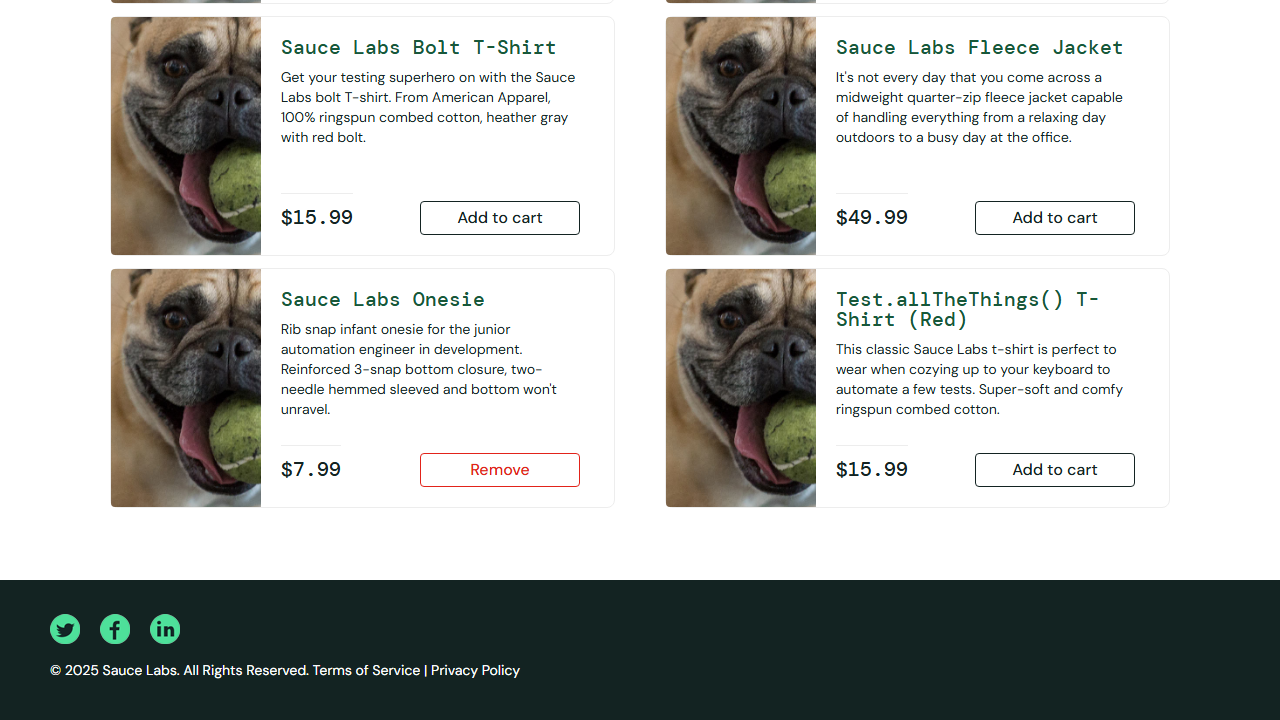 Sauce Labs Bolt T-Shirt
Get your testing superhero on with the Sauce
Labs bolt T-shirt. From American Apparel,
100% ringspun combed cotton, heather gray
with red bolt.
$15.99
Add to cart
Sauce Labs Fleece Jacket
It's not every day that you come across a
midweight quarter-zip fleece jacket capable
of handling everything from a relaxing day
outdoors to a busy day at the office.
$49.99
Add to cart
Sauce Labs Onesie
Rib snap infant onesie for the junior
automation engineer in development.
Reinforced 3-snap bottom closure, two-
needle hemmed sleeved and bottom won't
unravel.
$7.99
Remove
Test.allTheThings() T-
Shirt (Red)
This classic Sauce Labs t-shirt is perfect to
wear when cozying up to your keyboard to
automate a few tests. Super-soft and comfy
ringspun combed cotton.
$15.99
Add to cart
© 2025 Sauce Labs. All Rights Reserved. Terms of Service | Privacy Policy